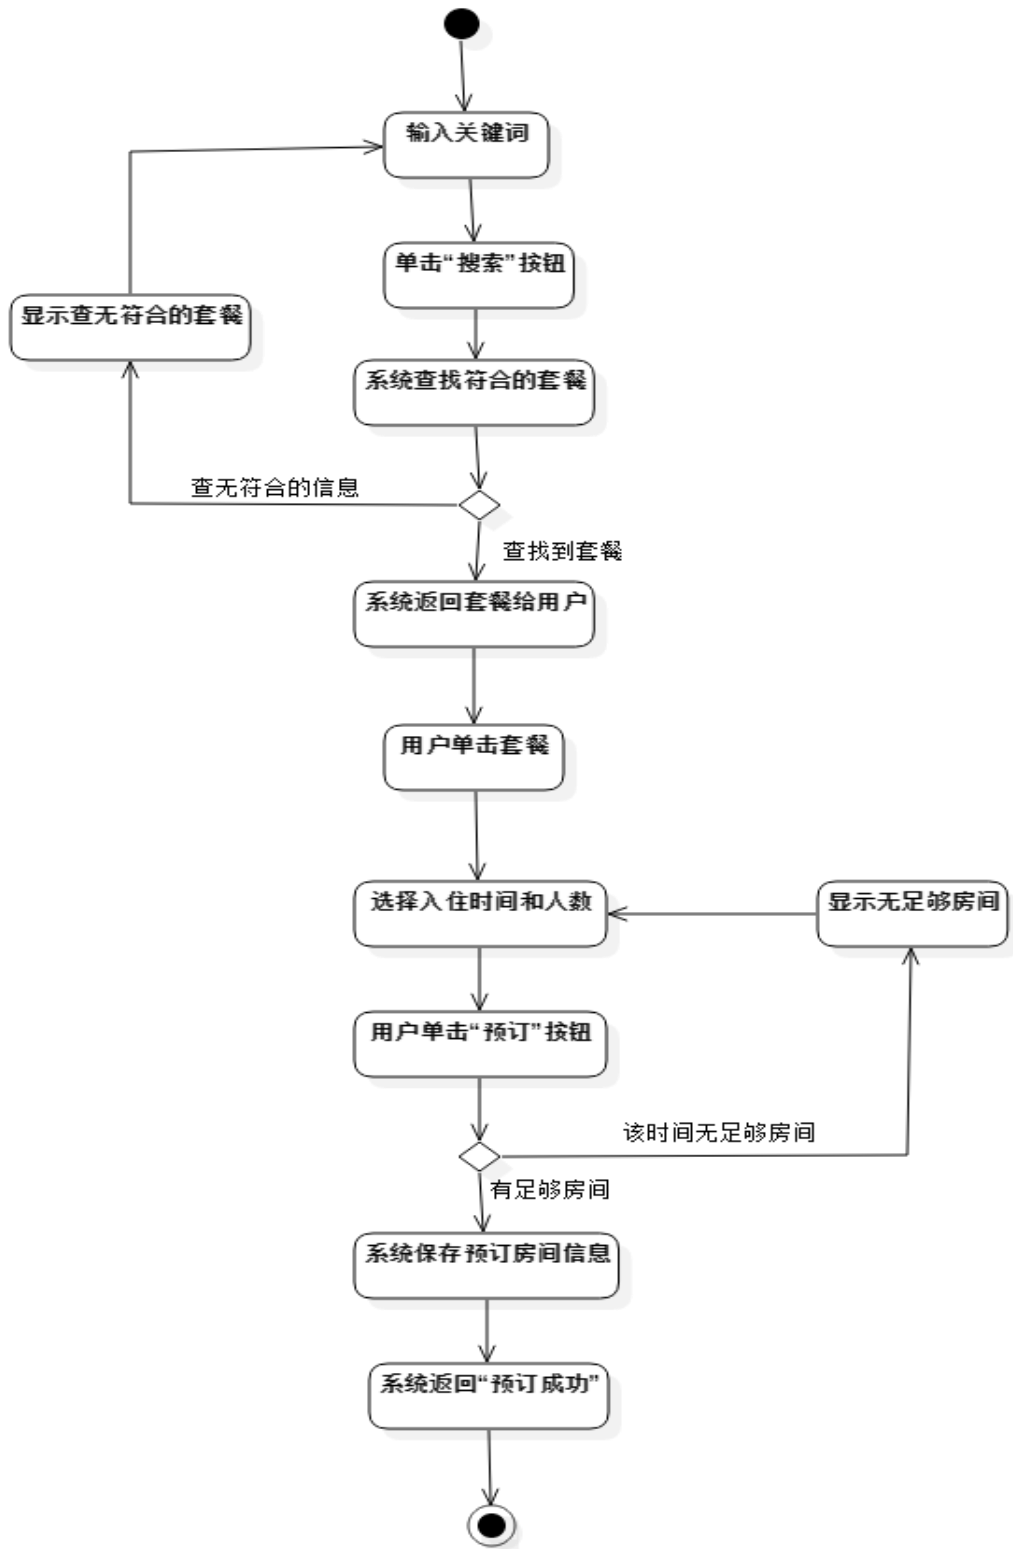 输入关键词
单击“搜索”按钮
显示查无符合的套餐
系统查找符合的套餐
查无符合的信息
查找到套餐
系统返回套餐给用户
用户单击套餐
选择入住时间和人数
显示无足够房间
用户单击“预订”按钮
该时间无足够房间
有足够房间
系统保存预订房间信息
系统返回“预订成功”